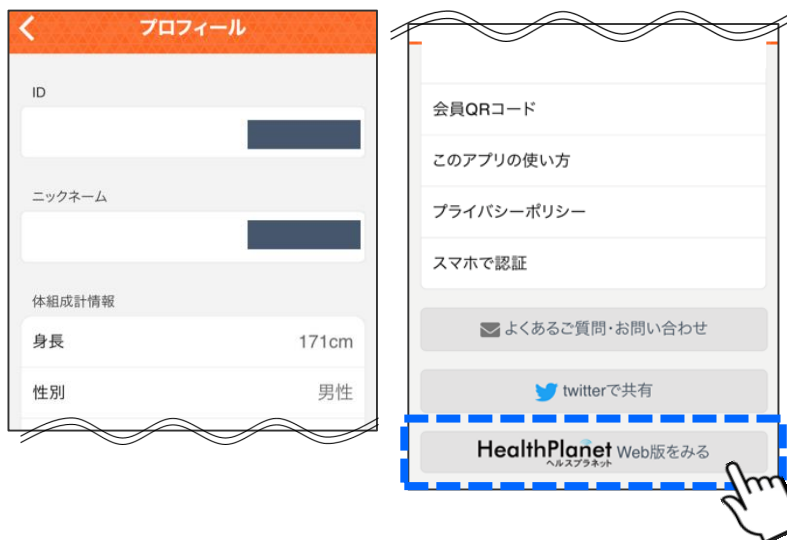 プロフィール
ID
ニックネーム
体組成計情報
身長 171cm
性別 男性
会員QRコード
このアプリの使い方
プライバシーポリシー
スマホで認証
よくあるご質問・お問い合わせ
twitterで共有
HealthPlanet Web版をみる
ヘルスプラネット